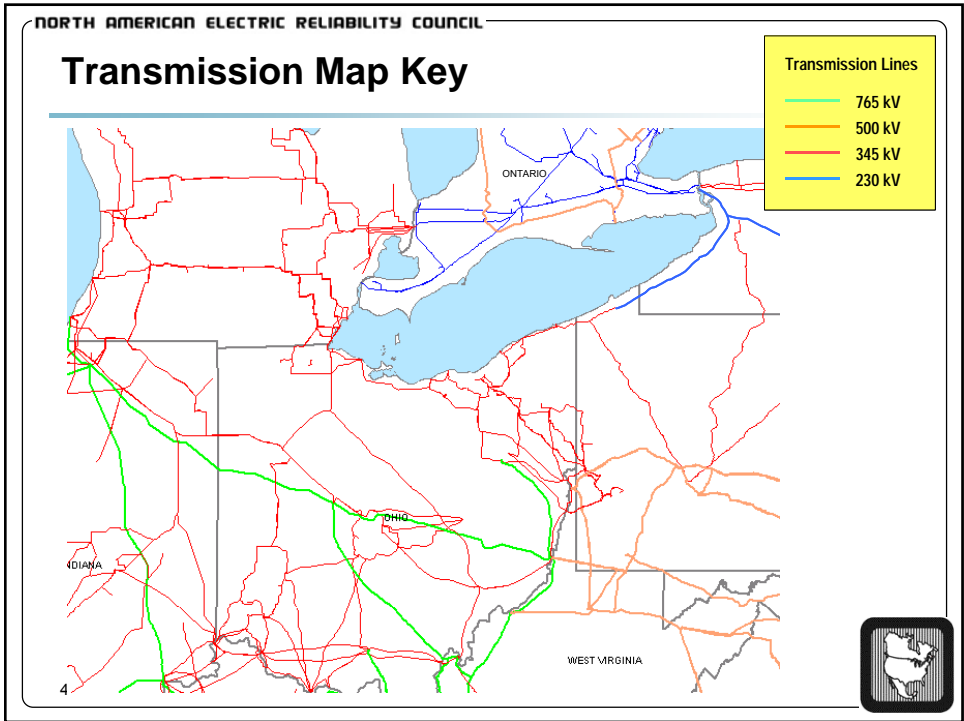 NORTH AMERICAN ELECTRIC RELIABILITY COUNCIL
Transmission Map Key
Transmission Lines
765 kV
500 kV
345 kV
230 kV
ONTARIO
OHIO
NDIANA
WEST VIRGINIA
4